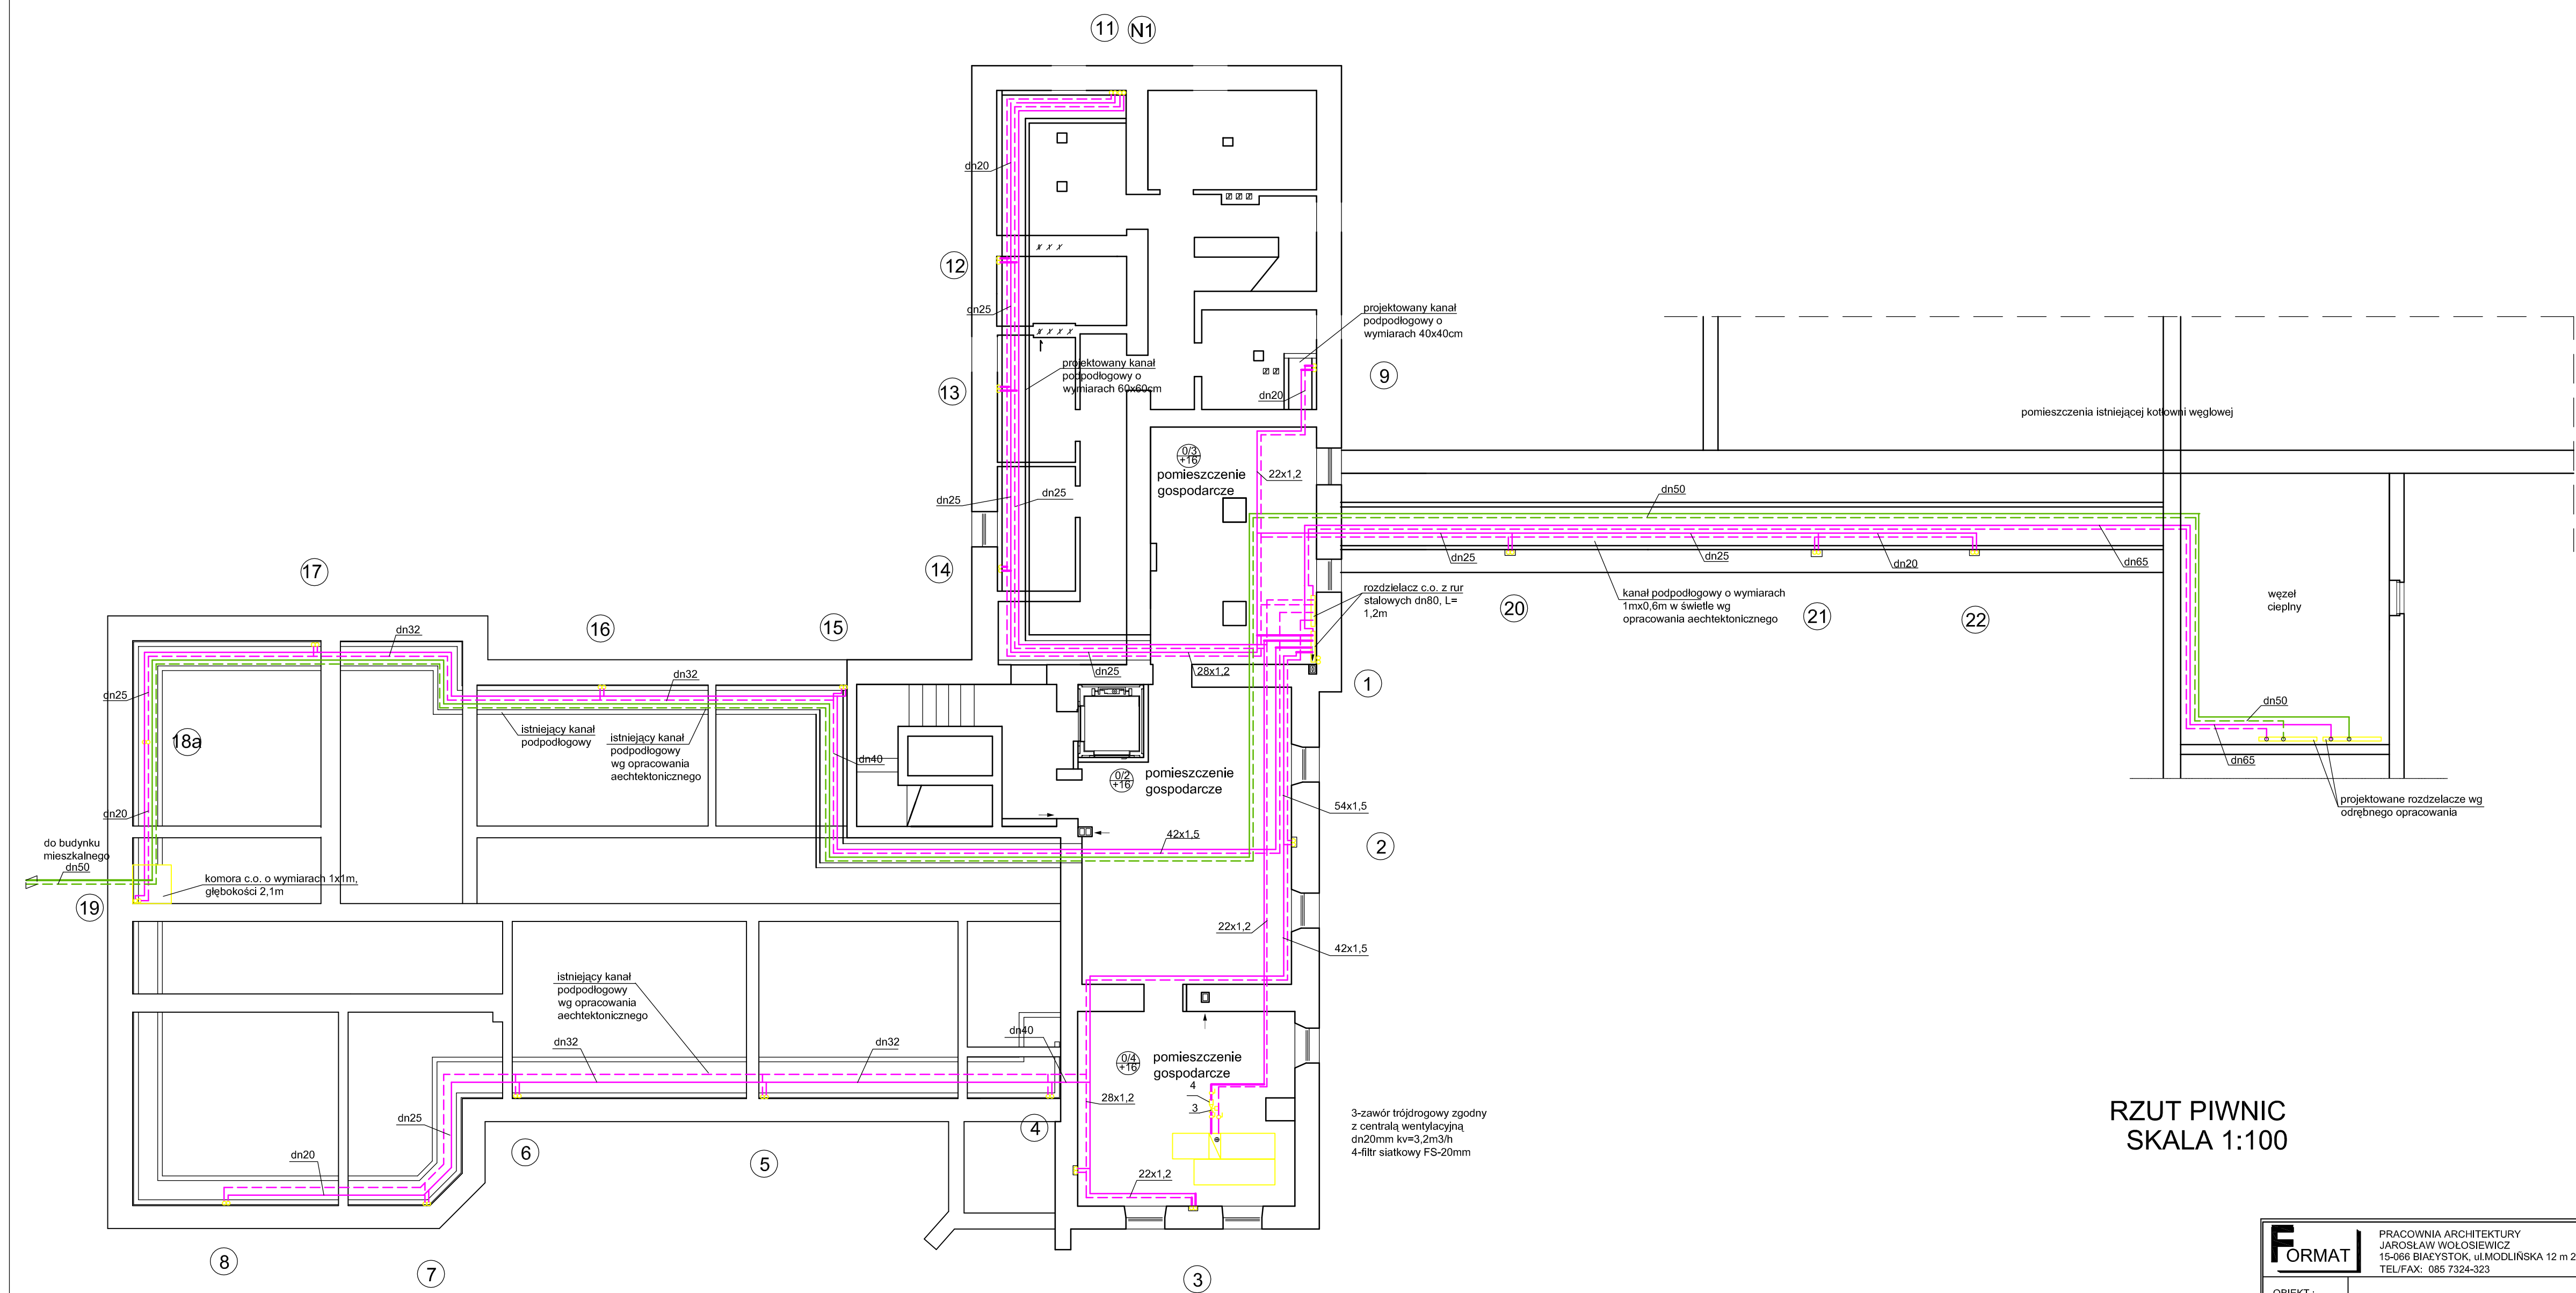 11 N1
dn20
12
dn25
projektowany kanał
podpodłogowy o
wymiarach 40x40cm
projektowany kanał
podpodłogowy o
wymiarach 60x60cm
13
9
dn20
pomieszczenia istniejącej kotłowni węglowej
0/3
+16
pomieszczenie
gospodarcze
22x1,2
dn25
dn25
dn50
dn25
dn25
dn20
dn65
14
17
rozdzielacz c.o. z rur
stalowych dn80, L=
1,2m
kanał podpodłogowy o wymiarach
1mx0,6m w świetle wg
opracowania aechtektonicznego
20
21
22
węzeł
cieplny
dn32
16
15
dn25
28x1,2
1
dn25
dn32
dn50
18a
istniejący kanał
podpodłogowy
istniejący kanał
podpodłogowy
wg opracowania
aechtektonicznego
dn40
0/2
+16
pomieszczenie
gospodarcze
dn65
dn20
54x1,5
projektowane rozdzelacze wg
odrębnego opracowania
do budynku
mieszkalnego
dn50
42x1,5
2
komora c.o. o wymiarach 1x1m,
głębokości 2,1m
19
22x1,2
42x1,5
istniejący kanał
podpodłogowy
wg opracowania
aechtektonicznego
dn32
dn32
dn40
0/4
+16
pomieszczenie
gospodarcze
4
3
28x1,2
dn25
4
6
5
dn20
22x1,2
3-zawór trójdrogowy zgodny
z centralą wentylacyjną
dn20mm kv=3,2m3/h
4-filtr siatkowy FS-20mm
RZUT PIWNIC
SKALA 1:100
8
7
3
FORMAT
PRACOWNIA ARCHITEKTURY
JAROSŁAW WOŁOSIEWICZ
15-066 BIA£YSTOK, ul.MODLIŃSKA 12 m 2
TEL/FAX: 085 7324-323
OBIEKT :